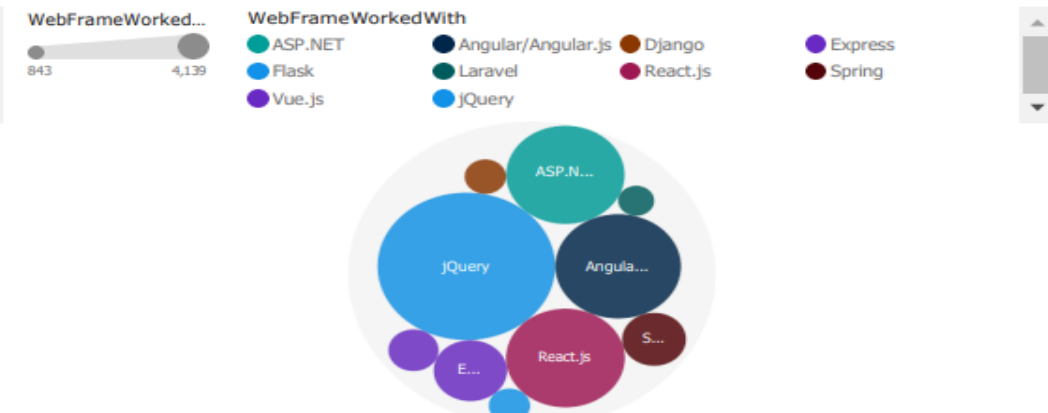 WebFrameWorked...
843 4,139
WebFrameWorkedWith
ASP.NET Angular/Angular.js Django Express
Flask Laravel React.js Spring
Vue.js jQuery
ASP.N...
jQuery Angula...
S...
React.js
E...